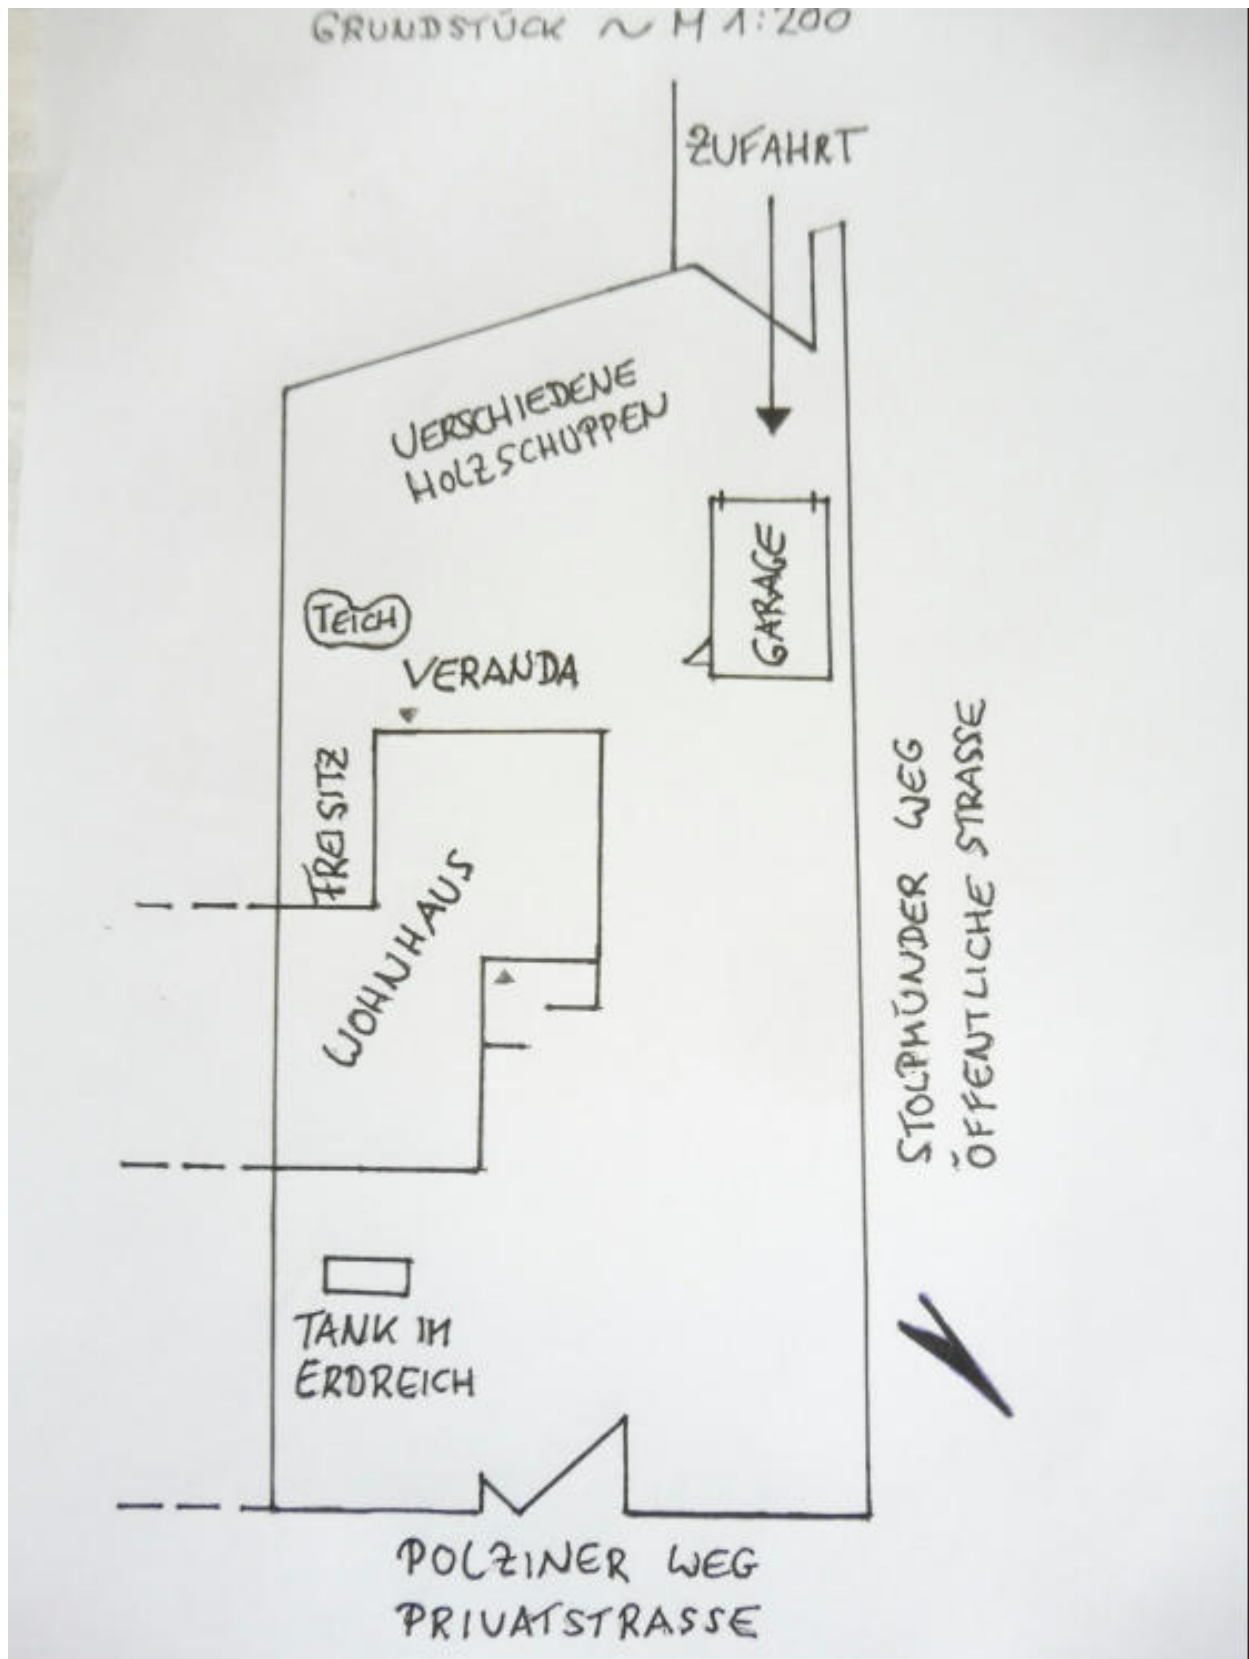 GRUNDSTÜCK ~ M 1:200
ZUFAHRT
VERSCHIEDENE
HOLZSCHUPPEN
GARAGE
TEICH
VERANDA
FREISITZ
WOHNHAUS
STOLPMÜNDER WEG
ÖFFENTLICHE STRASSE
TANK IM
ERDREICH
POLZINER WEG
PRIVATSTRASSE